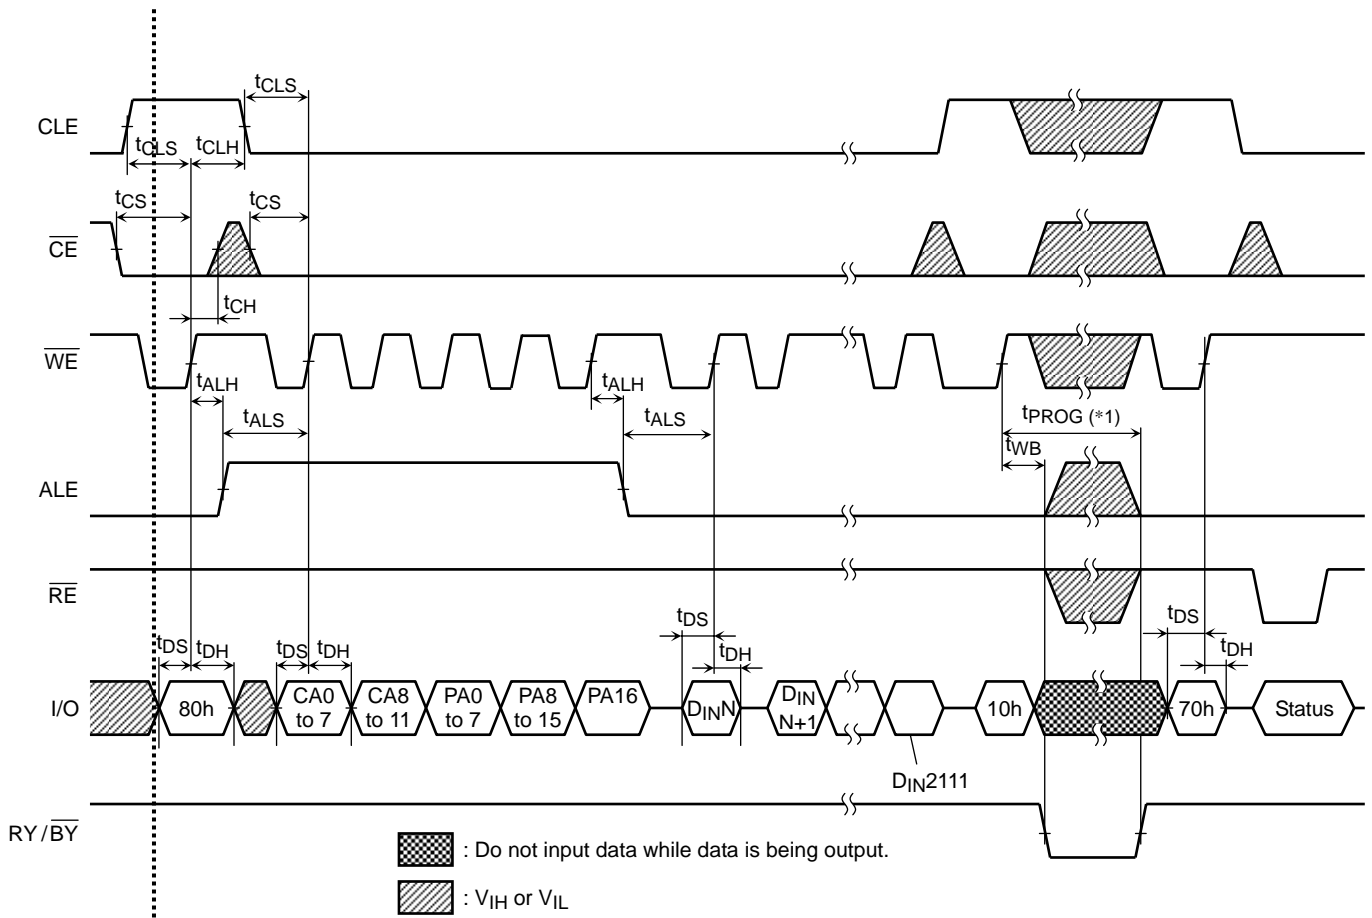 tCLS
CLE
tCLS
tCLH
tCS
tCS
CE
tCH
WE
tALH
tALH
tALS
tALS
tPROG (*1)
tWB
ALE
RE
tDS
tDH
tDS
tDH
tDS
tDH
tDS
tDH
I/O
80h
CA0
to 7
CA8
to 11
PA0
to 7
PA8
to 15
PA16
DINN
DIN
N+1
10h
70h
Status
DIN2111
RY/BY
: Do not input data while data is being output.
: VIH or VIL